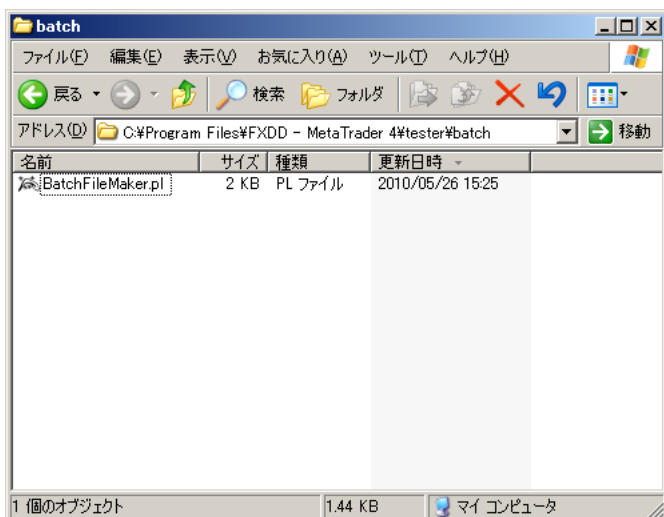 batch
ファイル(F) 編集(E) 表示(V) お気に入り(A) ツール(T) ヘルプ(H)
戻る 検索 フォルダ
アドレス(D) C:¥Program Files¥FXDD - MetaTrader 4¥tester¥batch 移動
名前 サイズ 種類 更新日時
BatchFileMaker.pl 2 KB PL ファイル 2010/05/26 15:25
1 個のオブジェクト 1.44 KB マイ コンピュータ